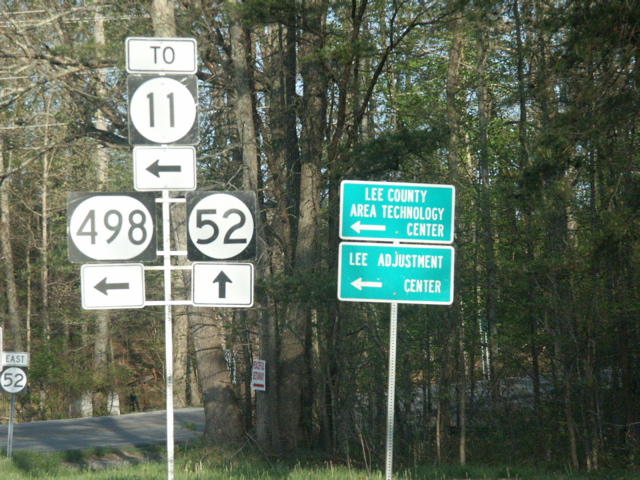 TO
11
498
52
LEE COUNTY
AREA TECHNOLOGY
CENTER
LEE ADJUSTMENT
CENTER
EAST
52